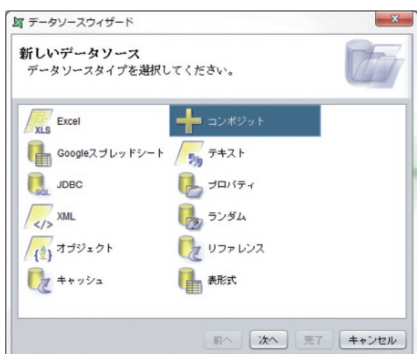 データソースウィザード
新しいデータソース
データソースタイプを選択してください。
XLS Excel
コンポジット
Googleスプレッドシート
テキスト
SQL JDBC
プロパティ
</> XML
ランダム
{} オブジェクト
リファレンス
キャッシュ
表形式
前へ 次へ 完了 キャンセル